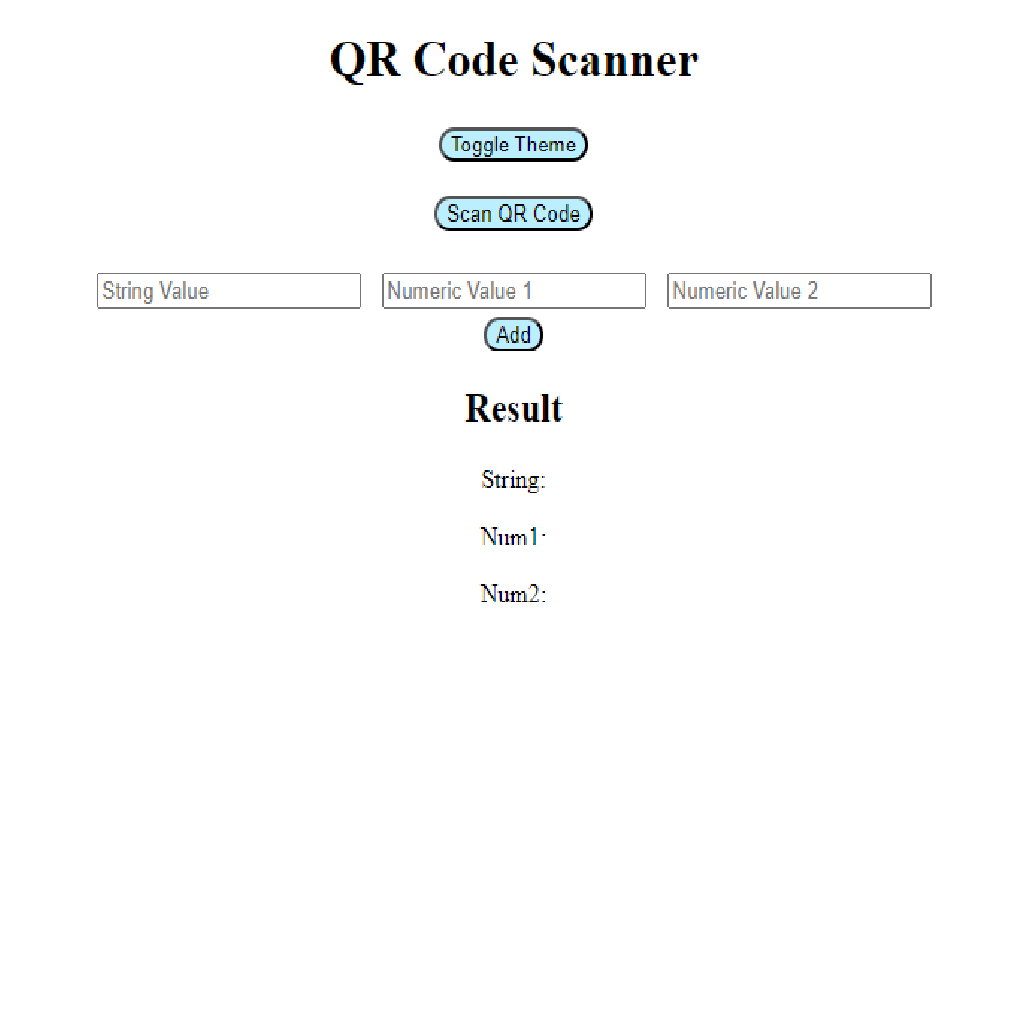 QR Code Scanner
Toggle Theme
Scan QR Code
String Value Numeric Value 1 Numeric Value 2
Add
Result
String:
Num1:
Num2: